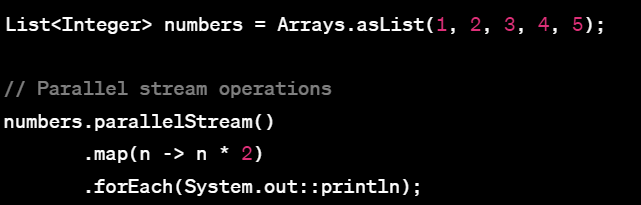 List<Integer> numbers = Arrays.asList(1, 2, 3, 4, 5);
// Parallel stream operations
numbers.parallelStream()
.map(n -> n * 2)
.forEach(System.out::println);